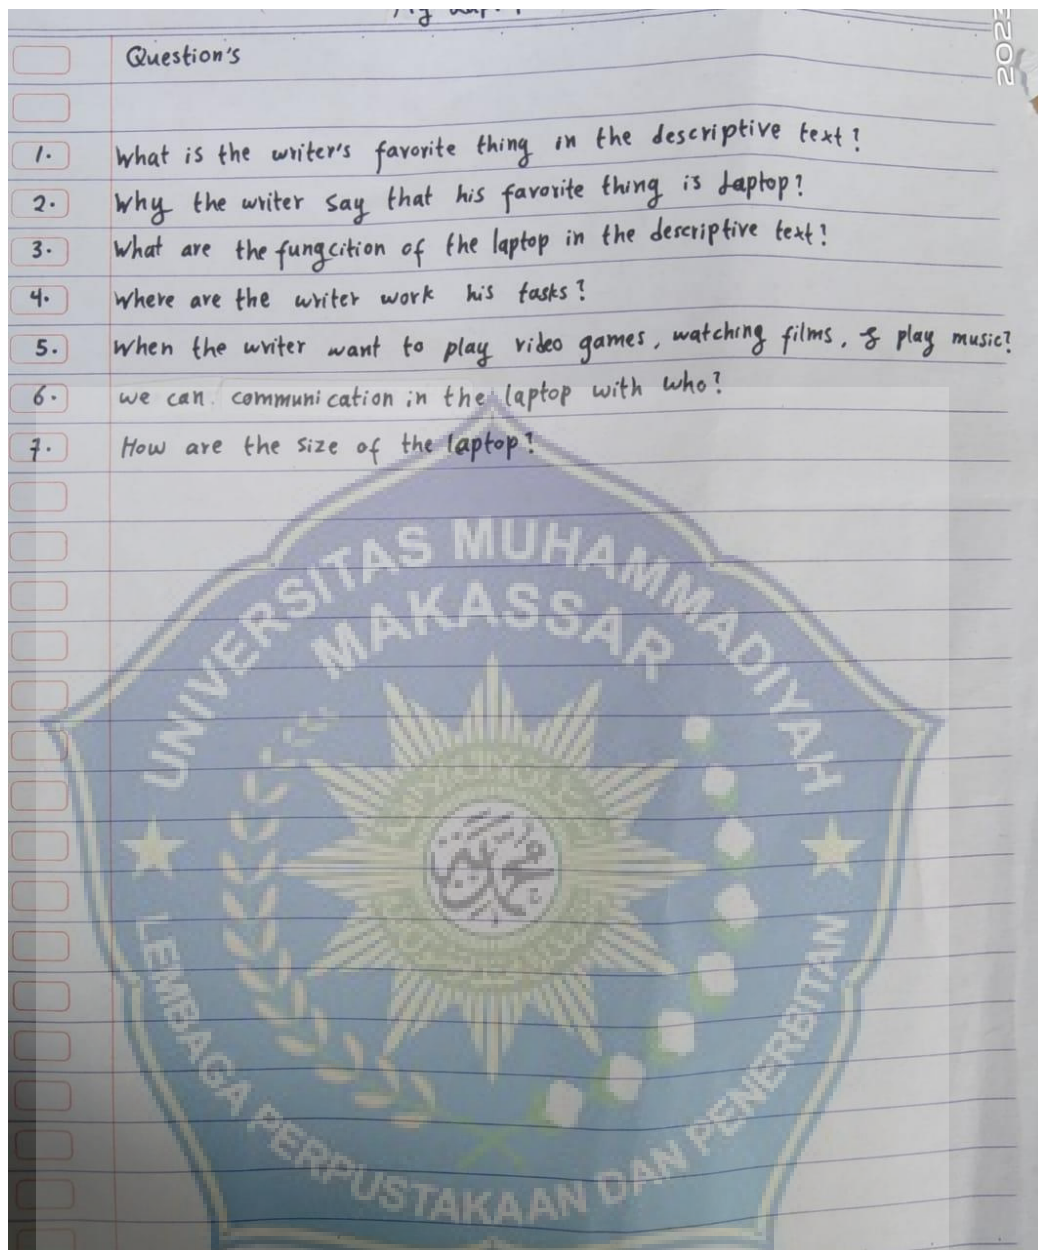 My
2023
Question's
1. What is the writer's favorite thing in the descriptive text?
2. Why the writer say that his favorite thing is Laptop?
3. What are the fungcition of the laptop in the descriptive text?
4. Where are the writer work his tasks?
5. When the writer want to play video games, watching films, & play music?
6. we can communication in the laptop with who?
7. How are the size of the laptop?
UNIVERSITAS MUHAMMADIYAH
MAKASSAR
LEMBAGA PERPUSTAKAAN DAN PENERBITAN